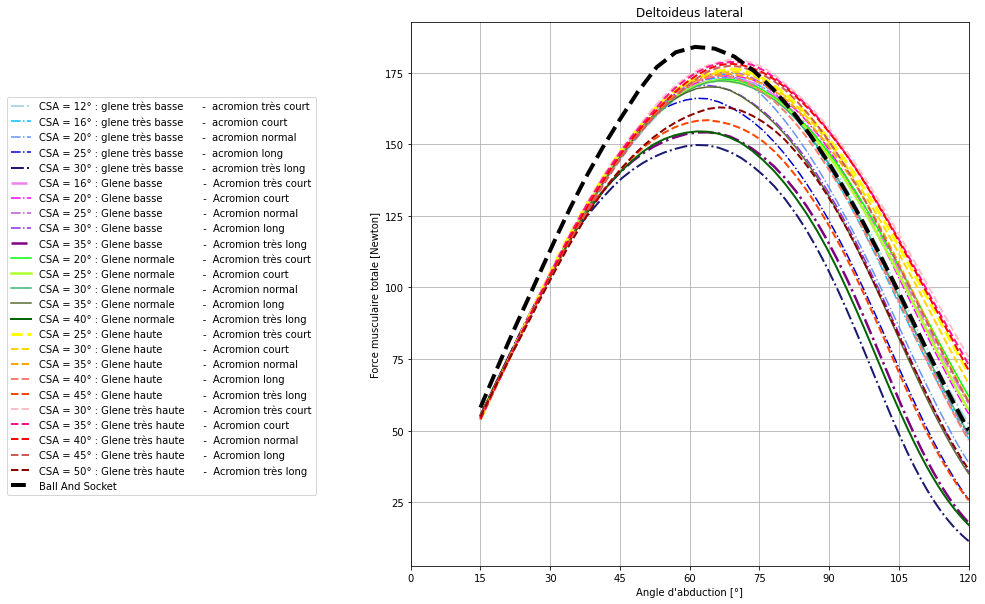 Deltoideus lateral
CSA = 12° : glene très basse - acromion très court
CSA = 16° : glene très basse - acromion court
CSA = 20° : glene très basse - acromion normal
CSA = 25° : glene très basse - acromion long
CSA = 30° : glene très basse - acromion très long
CSA = 16° : Glene basse - Acromion très court
CSA = 20° : Glene basse - Acromion court
CSA = 25° : Glene basse - Acromion normal
CSA = 30° : Glene basse - Acromion long
CSA = 35° : Glene basse - Acromion très long
CSA = 20° : Glene normale - Acromion très court
CSA = 25° : Glene normale - Acromion court
CSA = 30° : Glene normale - Acromion normal
CSA = 35° : Glene normale - Acromion long
CSA = 40° : Glene normale - Acromion très long
CSA = 25° : Glene haute - Acromion très court
CSA = 30° : Glene haute - Acromion court
CSA = 35° : Glene haute - Acromion normal
CSA = 40° : Glene haute - Acromion long
CSA = 45° : Glene haute - Acromion très long
CSA = 30° : Glene très haute - Acromion très court
CSA = 35° : Glene très haute - Acromion court
CSA = 40° : Glene très haute - Acromion normal
CSA = 45° : Glene très haute - Acromion long
CSA = 50° : Glene très haute - Acromion très long
Ball And Socket
Force musculaire totale [Newton]
175
150
125
100
75
50
25
0 15 30 45 60 75 90 105 120
Angle d'abduction [°]